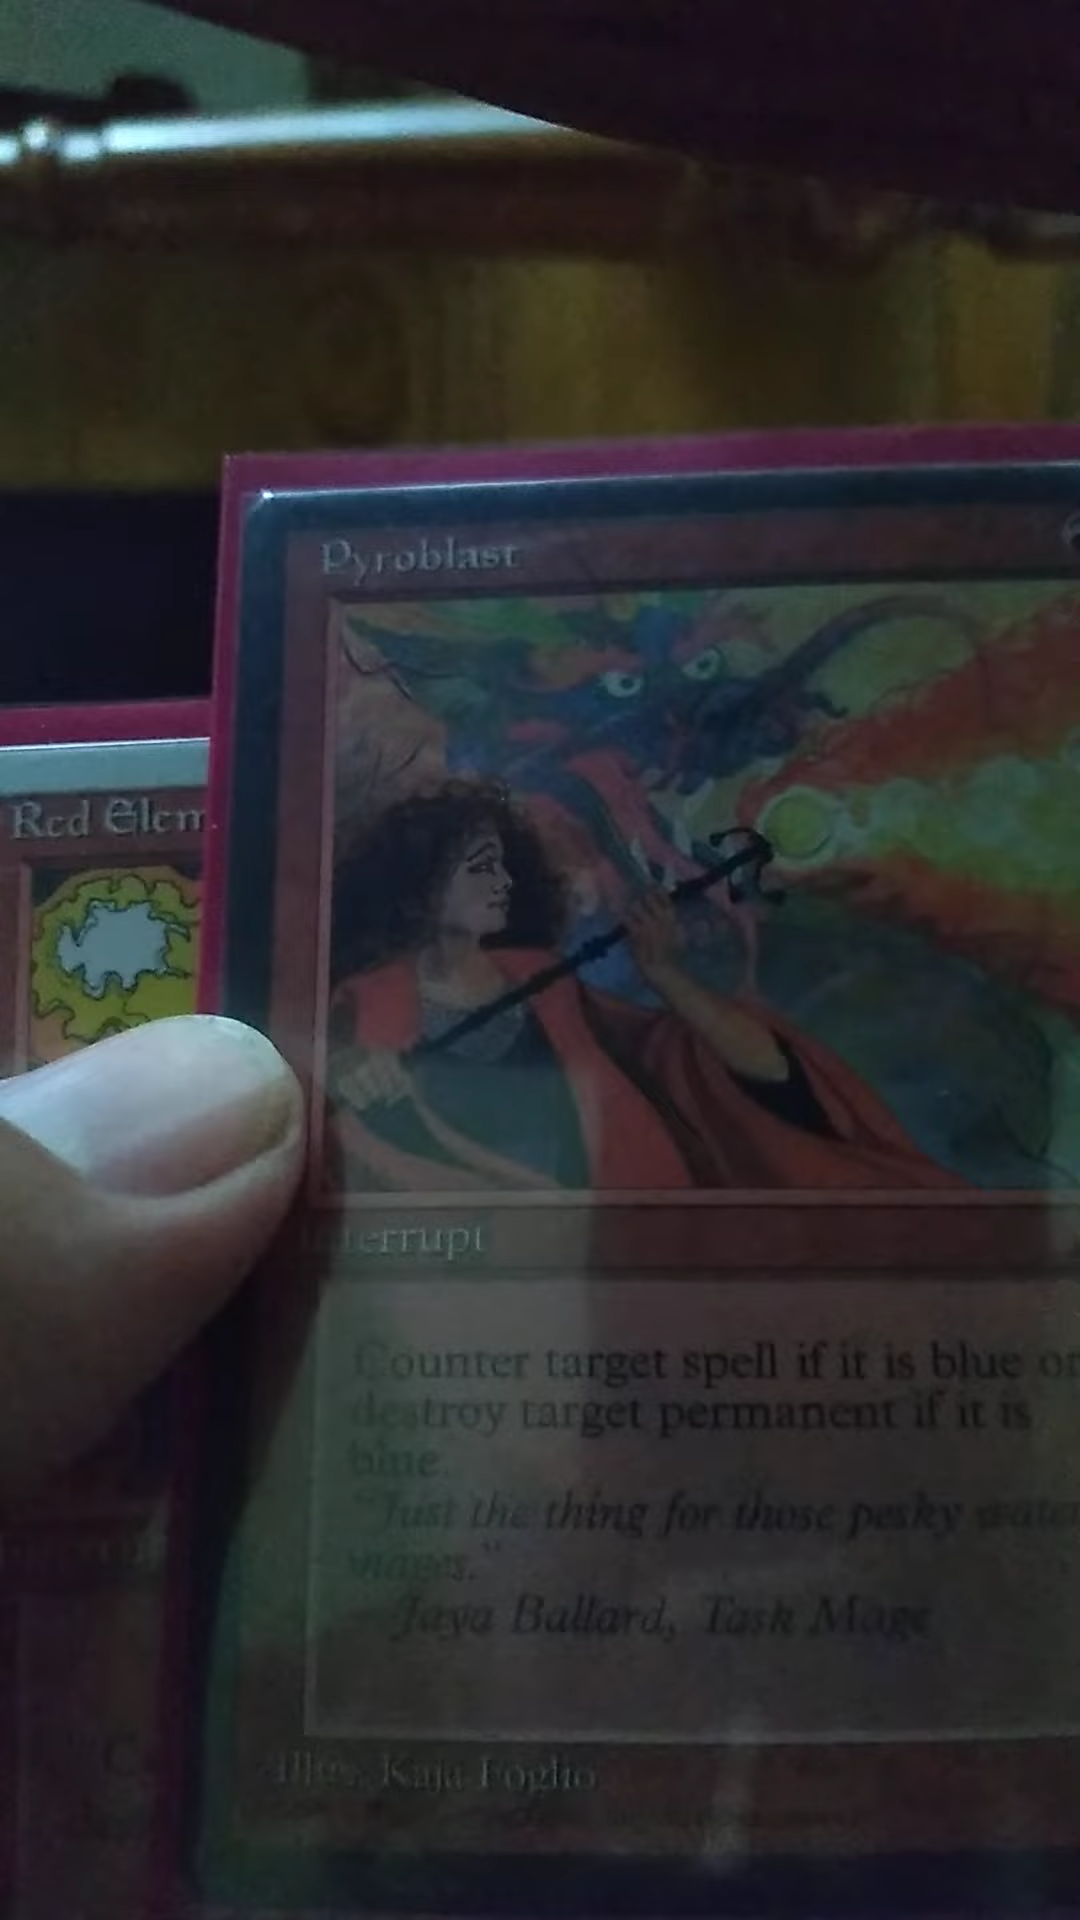 Pyroblast
Red Elem
terrupt
Counter target spell if it is blue or
destroy target permanent if it is
blue.
"Just the thing for those pesky water
mages."
Jaya Ballard, Task Mage
Illus. Kaja Foglio